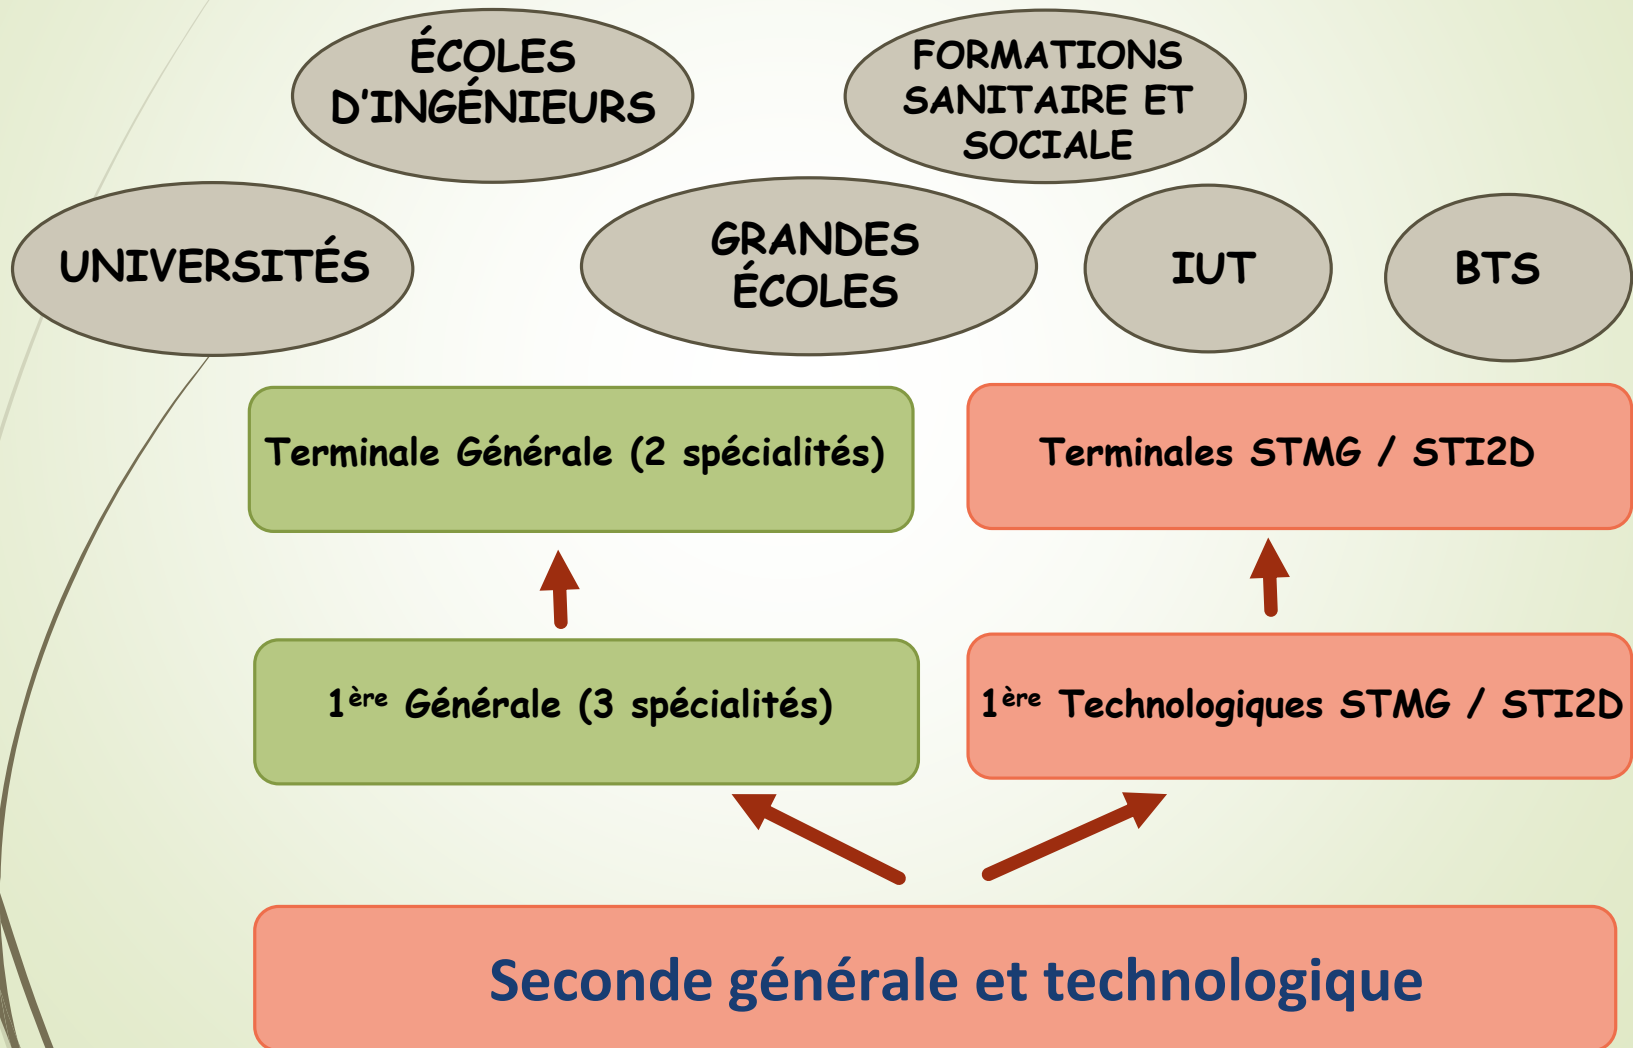 ÉCOLES
D'INGÉNIEURS
FORMATIONS
SANITAIRE ET
SOCIALE
UNIVERSITÉS
GRANDES
ÉCOLES
IUT
BTS
Terminale Générale (2 spécialités)
Terminales STMG / STI2D
1ère Générale (3 spécialités)
1ère Technologiques STMG / STI2D
Seconde générale et technologique